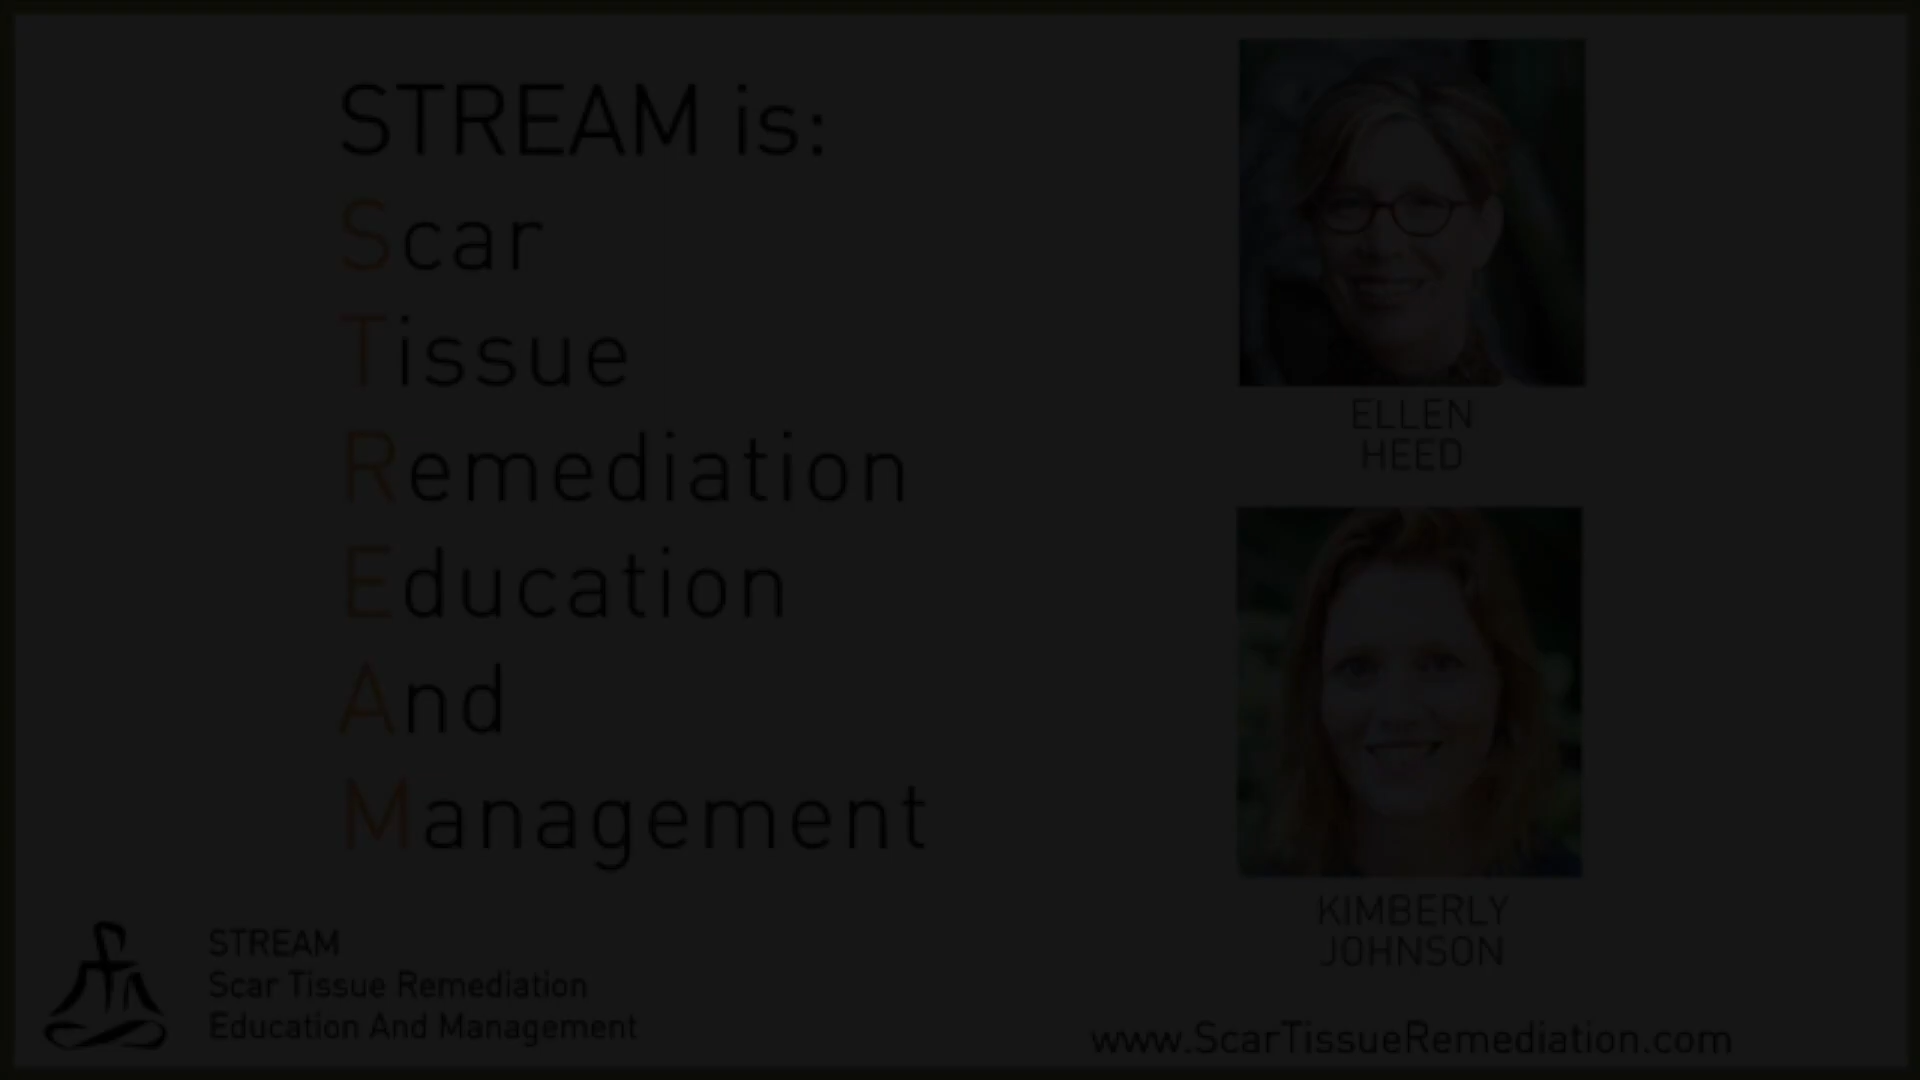 STREAM is:
Scar
Tissue
Remediation
Education
And
Management
ELLEN
HEED
KIMBERLY
JOHNSON
STREAM
Scar Tissue Remediation
Education And Management
www.ScarTissueRemediation.com